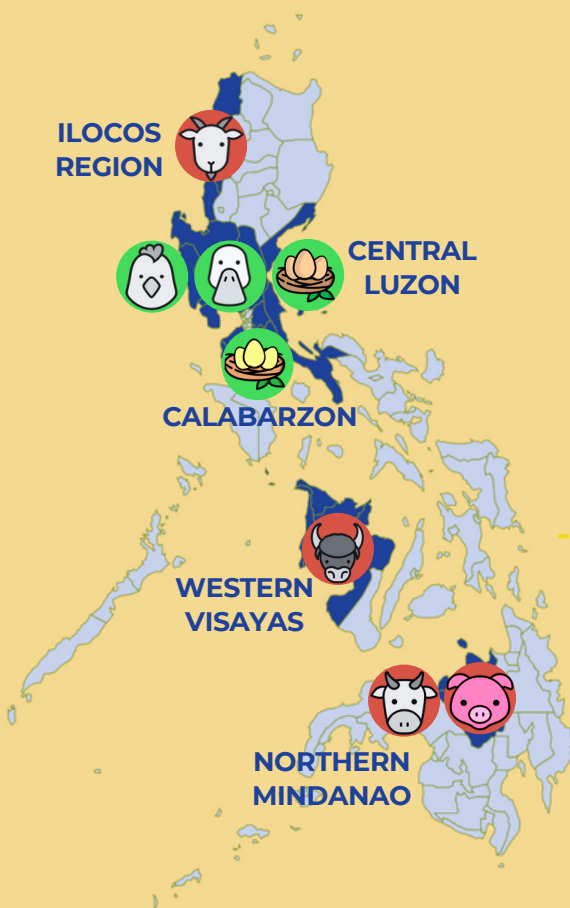 ILOCOS
REGION
CENTRAL
LUZON
CALABARZON
WESTERN
VISAYAS
NORTHERN
MINDANAO